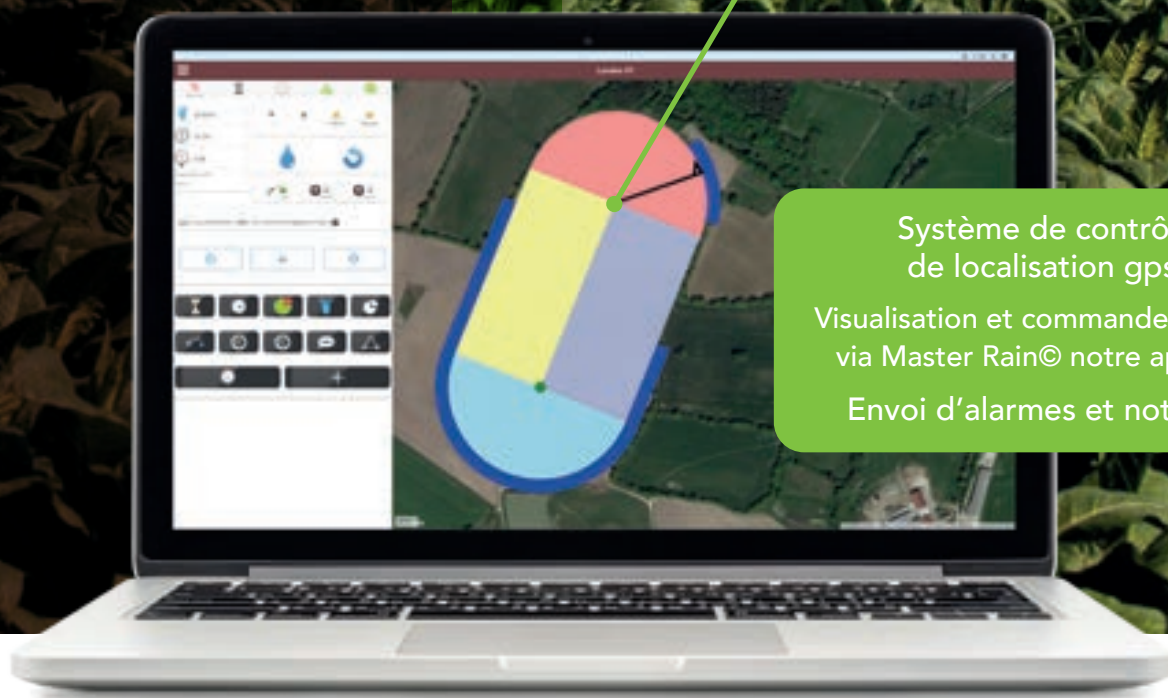 Système de contrô
de localisation gps
Visualisation et commande
via Master Rain© notre ap
Envoi d'alarmes et not